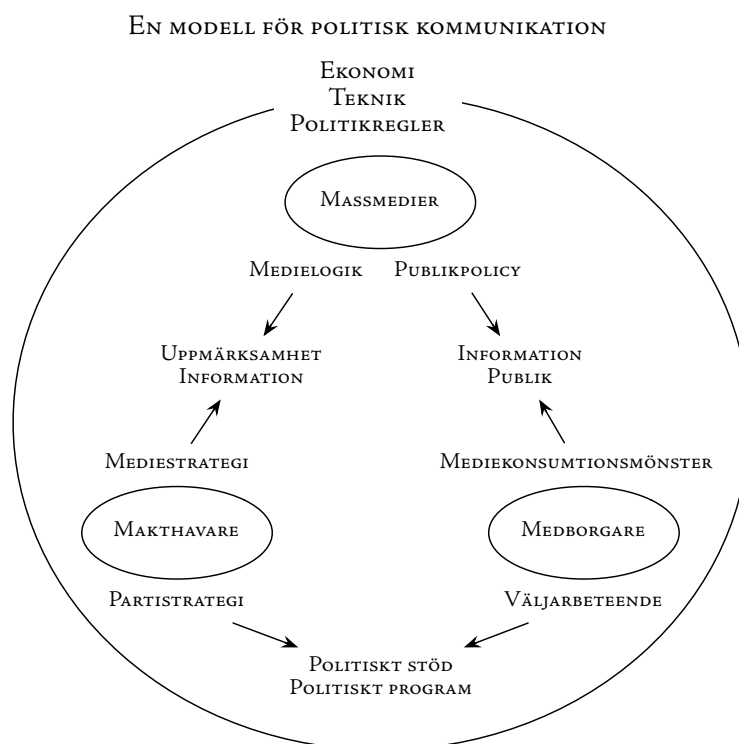 En modell för politisk kommunikation
Ekonomi
Teknik
Politikregler
Massmedier
Medielogik Publikpolicy
Uppmärksamhet
Information
Information
Publik
Mediestrategi
Mediekonsumtionsmönster
Makthavare
Medborgare
Partistrategi
Väljarbeteende
Politiskt stöd
Politiskt program